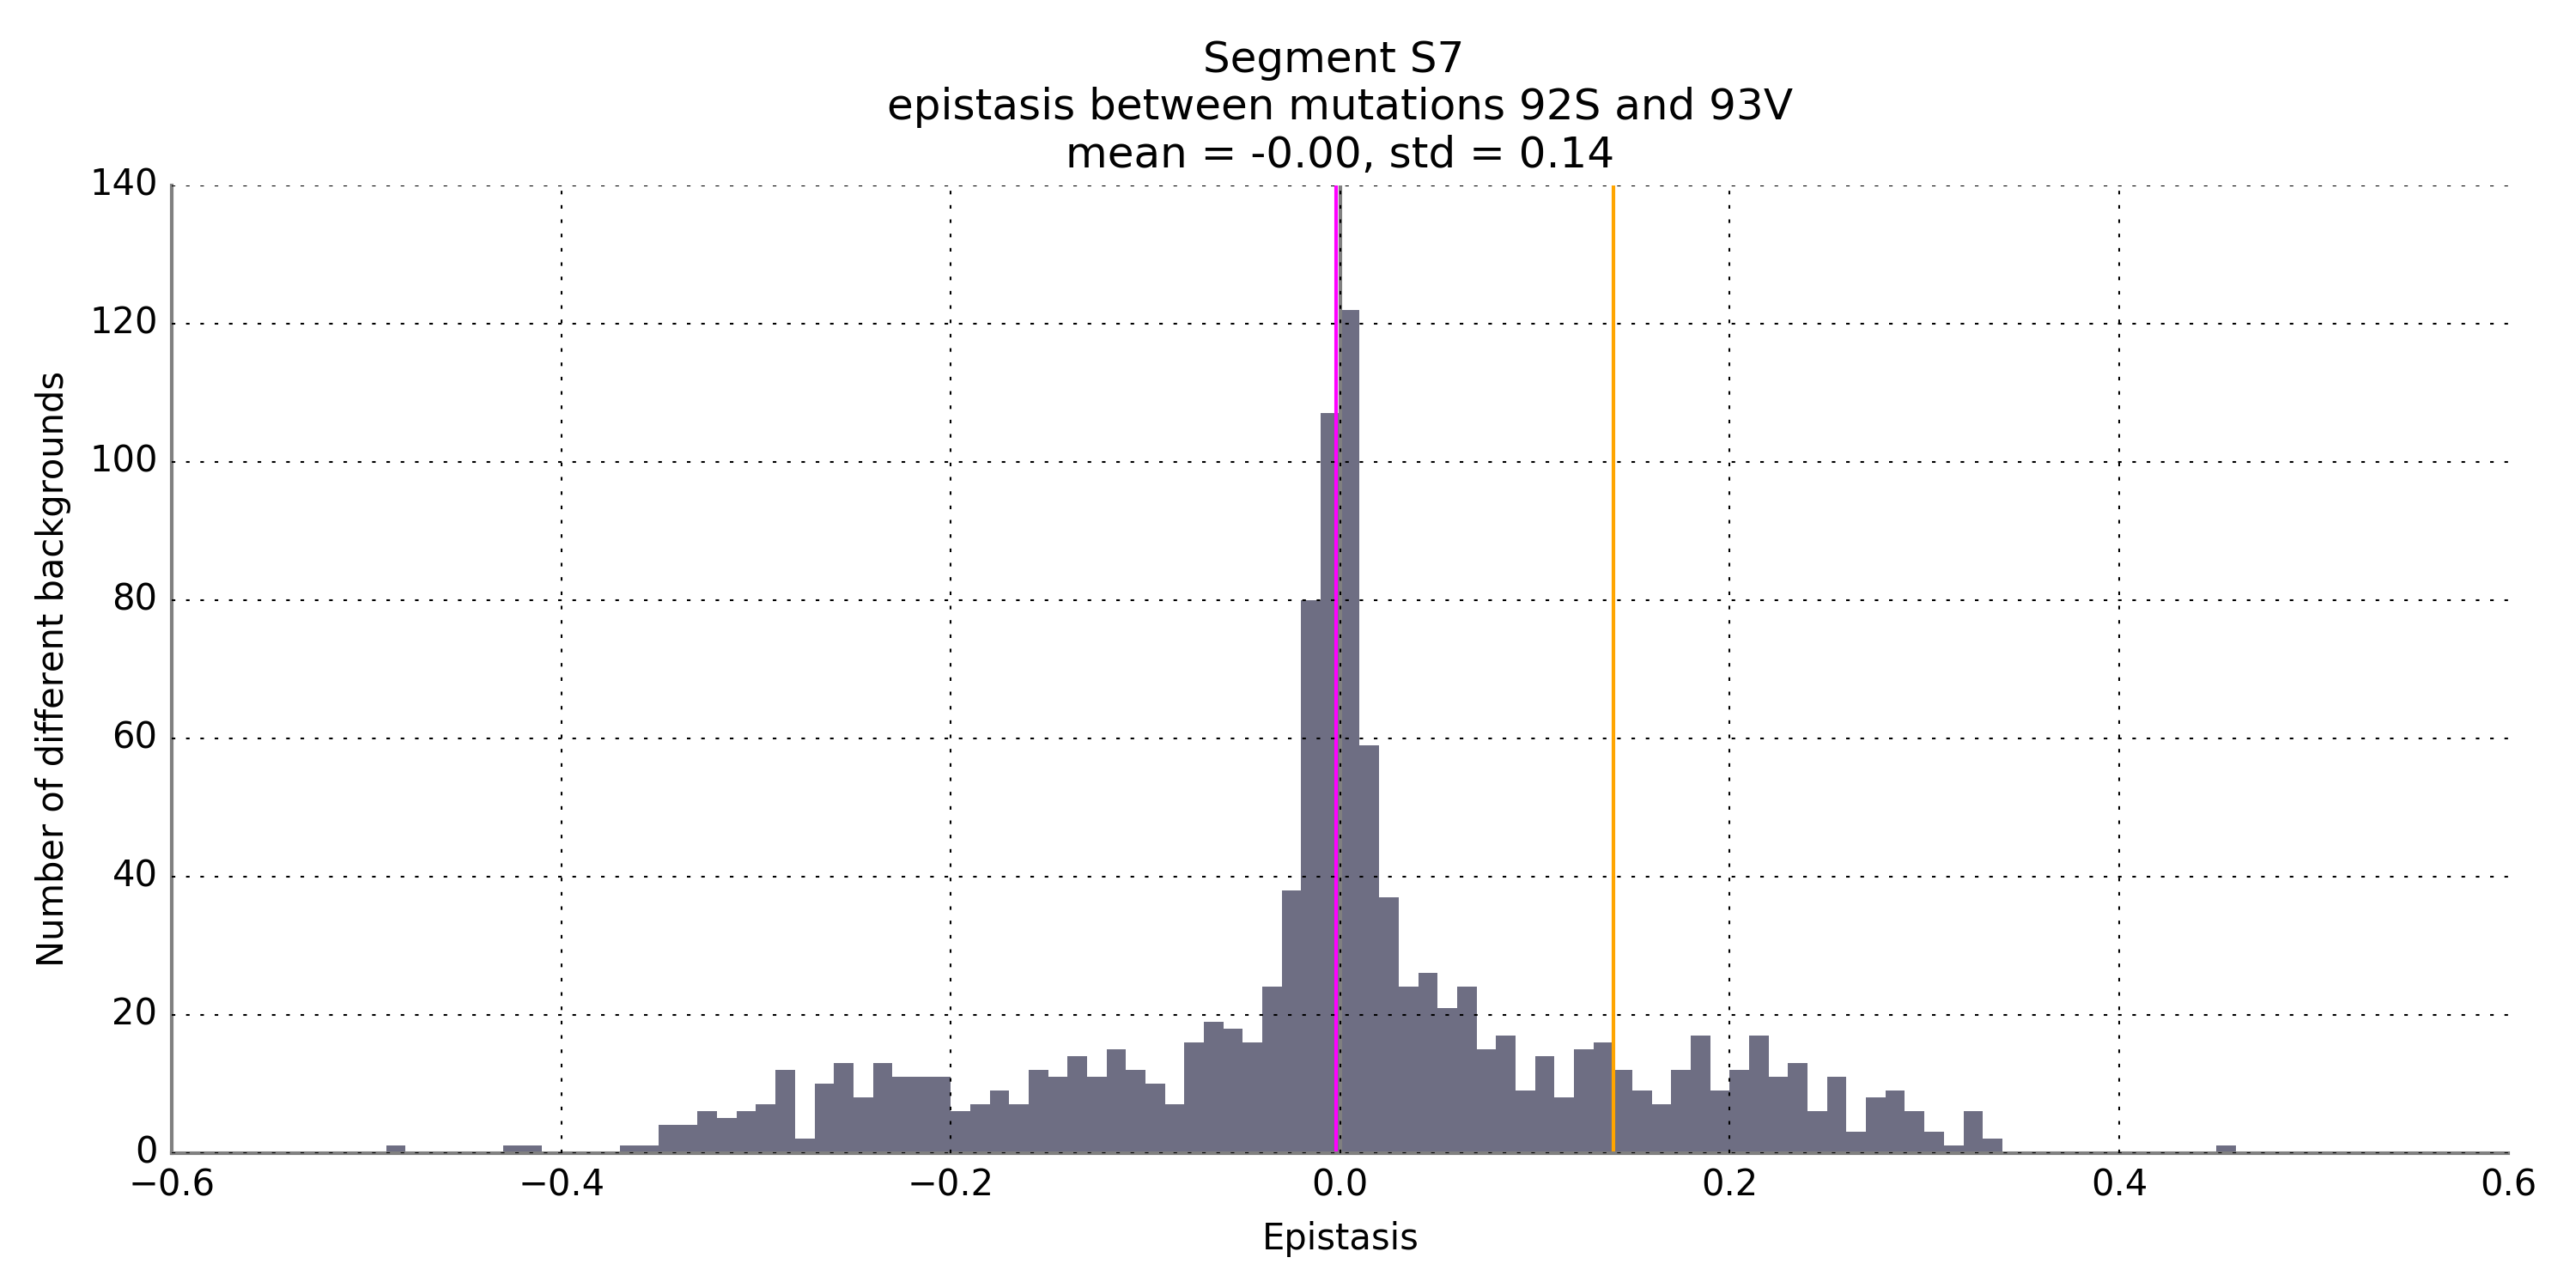 Segment S7
epistasis between mutations 92S and 93V
mean = -0.00, std = 0.14
140
120
100
80
60
40
20
0
Number of different backgrounds
−0.6 −0.4 −0.2 0.0 0.2 0.4 0.6
Epistasis